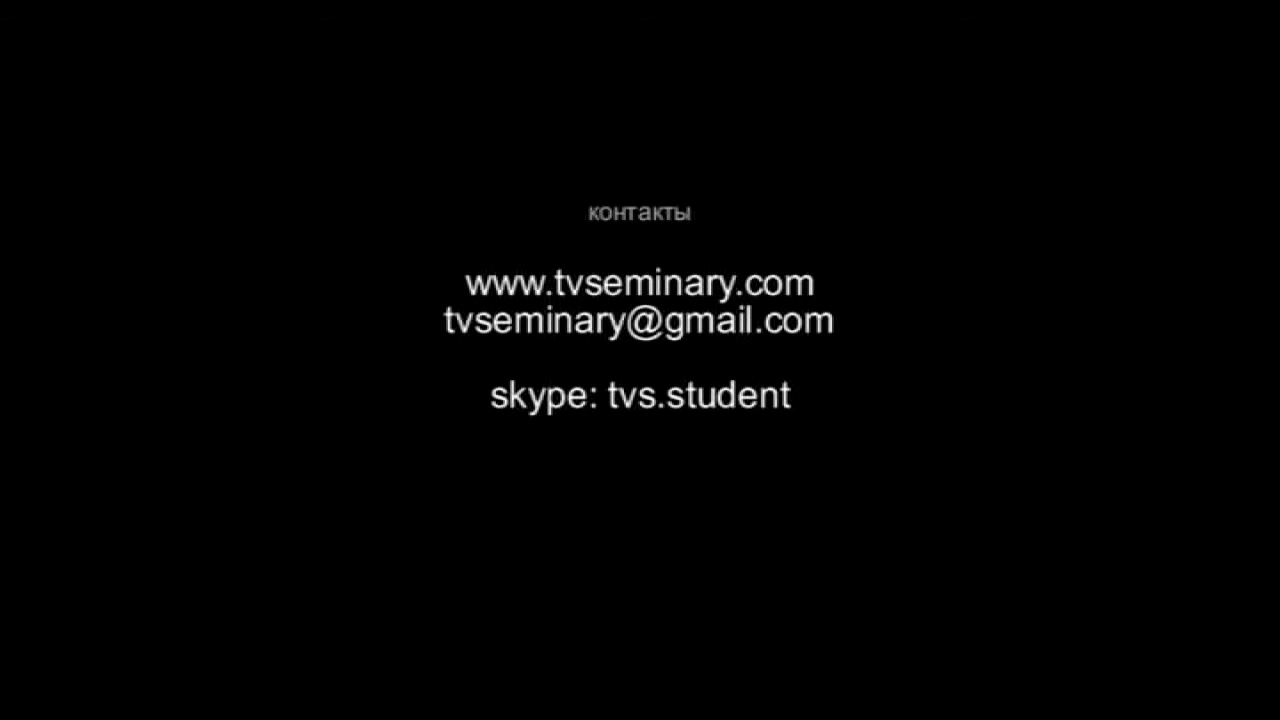 контакты
www.tvseminary.com
tvseminary@gmail.com
skype: tvs.student